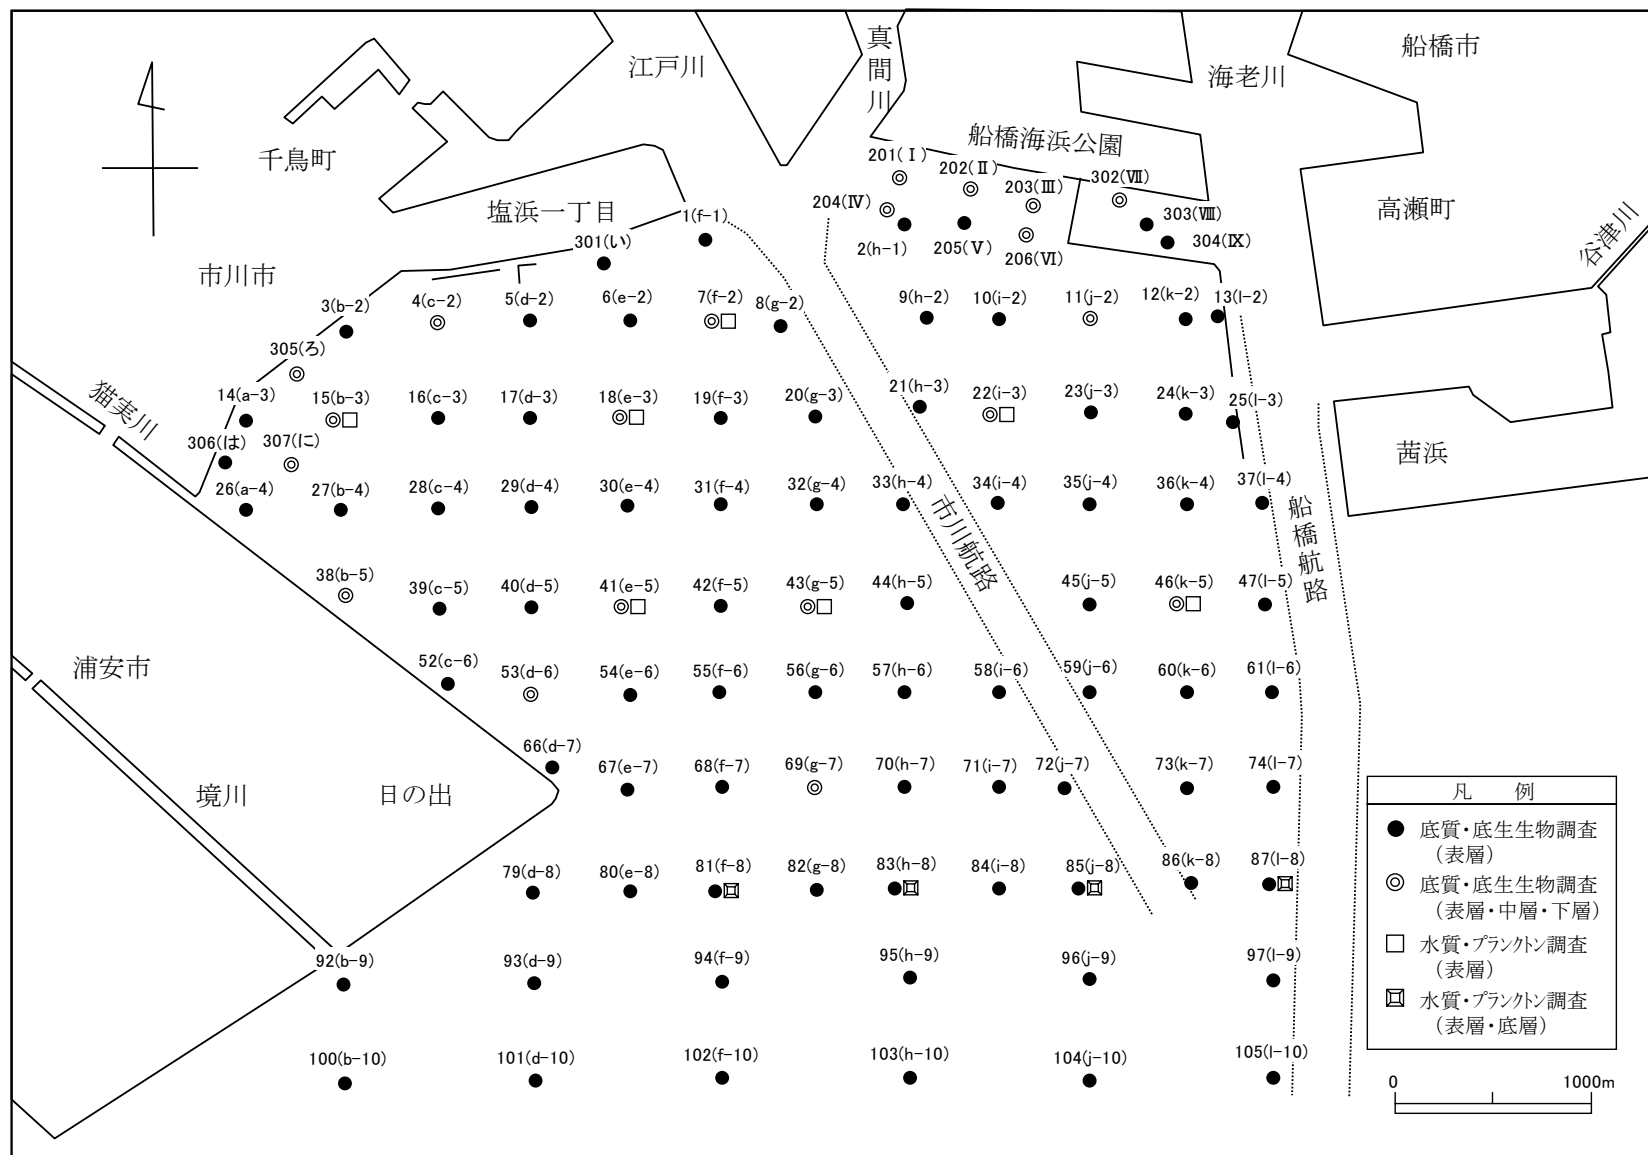 船橋市
江戸川
真間川
海老川
千鳥町
船橋海浜公園
高瀬町
谷津川
塩浜一丁目
市川市
猫実川
茜浜
市川航路
船橋航路
浦安市
境川
日の出
201(Ⅰ)
202(Ⅱ)
203(Ⅲ)
302(Ⅶ)
204(Ⅳ)
1(f-1)
303(Ⅷ)
304(Ⅸ)
301(い)
2(h-1)
205(Ⅴ)
206(Ⅵ)
3(b-2)
4(c-2)
5(d-2)
6(e-2)
7(f-2)
8(g-2)
9(h-2)
10(i-2)
11(j-2)
12(k-2)
13(l-2)
305(ろ)
14(a-3)
15(b-3)
16(c-3)
17(d-3)
18(e-3)
19(f-3)
20(g-3)
21(h-3)
22(i-3)
23(j-3)
24(k-3)
25(l-3)
306(は)
307(に)
26(a-4)
27(b-4)
28(c-4)
29(d-4)
30(e-4)
31(f-4)
32(g-4)
33(h-4)
34(i-4)
35(j-4)
36(k-4)
37(l-4)
38(b-5)
39(c-5)
40(d-5)
41(e-5)
42(f-5)
43(g-5)
44(h-5)
45(j-5)
46(k-5)
47(l-5)
52(c-6)
53(d-6)
54(e-6)
55(f-6)
56(g-6)
57(h-6)
58(i-6)
59(j-6)
60(k-6)
61(l-6)
66(d-7)
67(e-7)
68(f-7)
69(g-7)
70(h-7)
71(i-7)
72(j-7)
73(k-7)
74(l-7)
79(d-8)
80(e-8)
81(f-8)
82(g-8)
83(h-8)
84(i-8)
85(j-8)
86(k-8)
87(l-8)
92(b-9)
93(d-9)
94(f-9)
95(h-9)
96(j-9)
97(l-9)
100(b-10)
101(d-10)
102(f-10)
103(h-10)
104(j-10)
105(l-10)
凡 例
底質・底生生物調査
(表層)
底質・底生生物調査
(表層・中層・下層)
水質・プランクトン調査
(表層)
水質・プランクトン調査
(表層・底層)
0 1000m